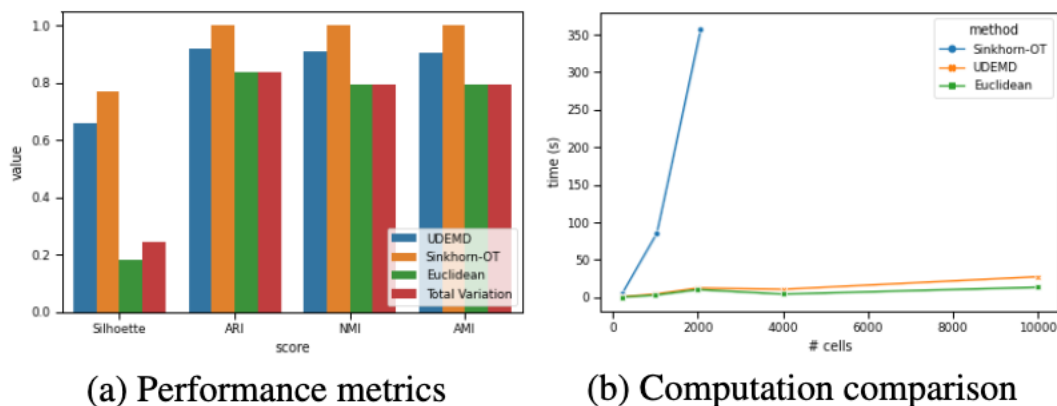 1.0
0.8
0.6
0.4
0.2
0.0
value
Silhoette
ARI
NMI
AMI
score
UDEMD
Sinkhorn-OT
Euclidean
Total Variation
(a) Performance metrics
350
300
250
200
150
100
50
0
time (s)
0
2000
4000
6000
8000
10000
# cells
method
Sinkhorn-OT
UDEMD
Euclidean
(b) Computation comparison